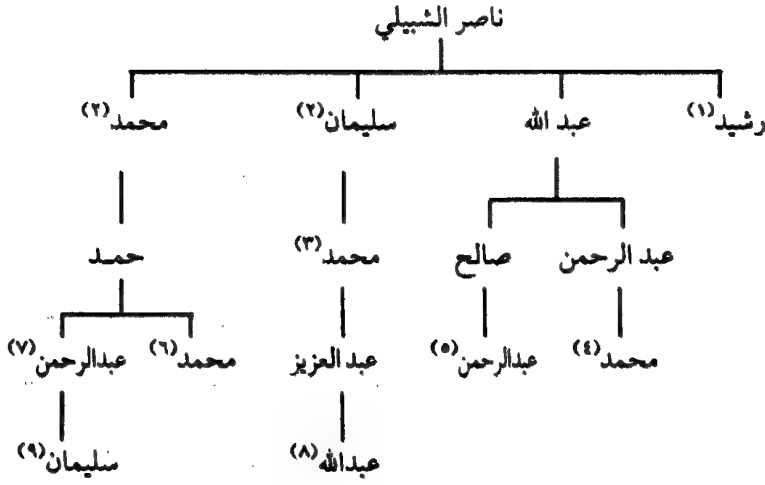 ناصر الشبيلي
رشيد(١) عبد الله سليمان(٢) محمد(٢)
عبد الرحمن صالح محمد(٣) حمـد
محمد(٤) عبدالرحمن(٥) عبد العزيز محمد(٦) عبدالرحمن(٧)
عبدالله(٨) سليمان(٩)